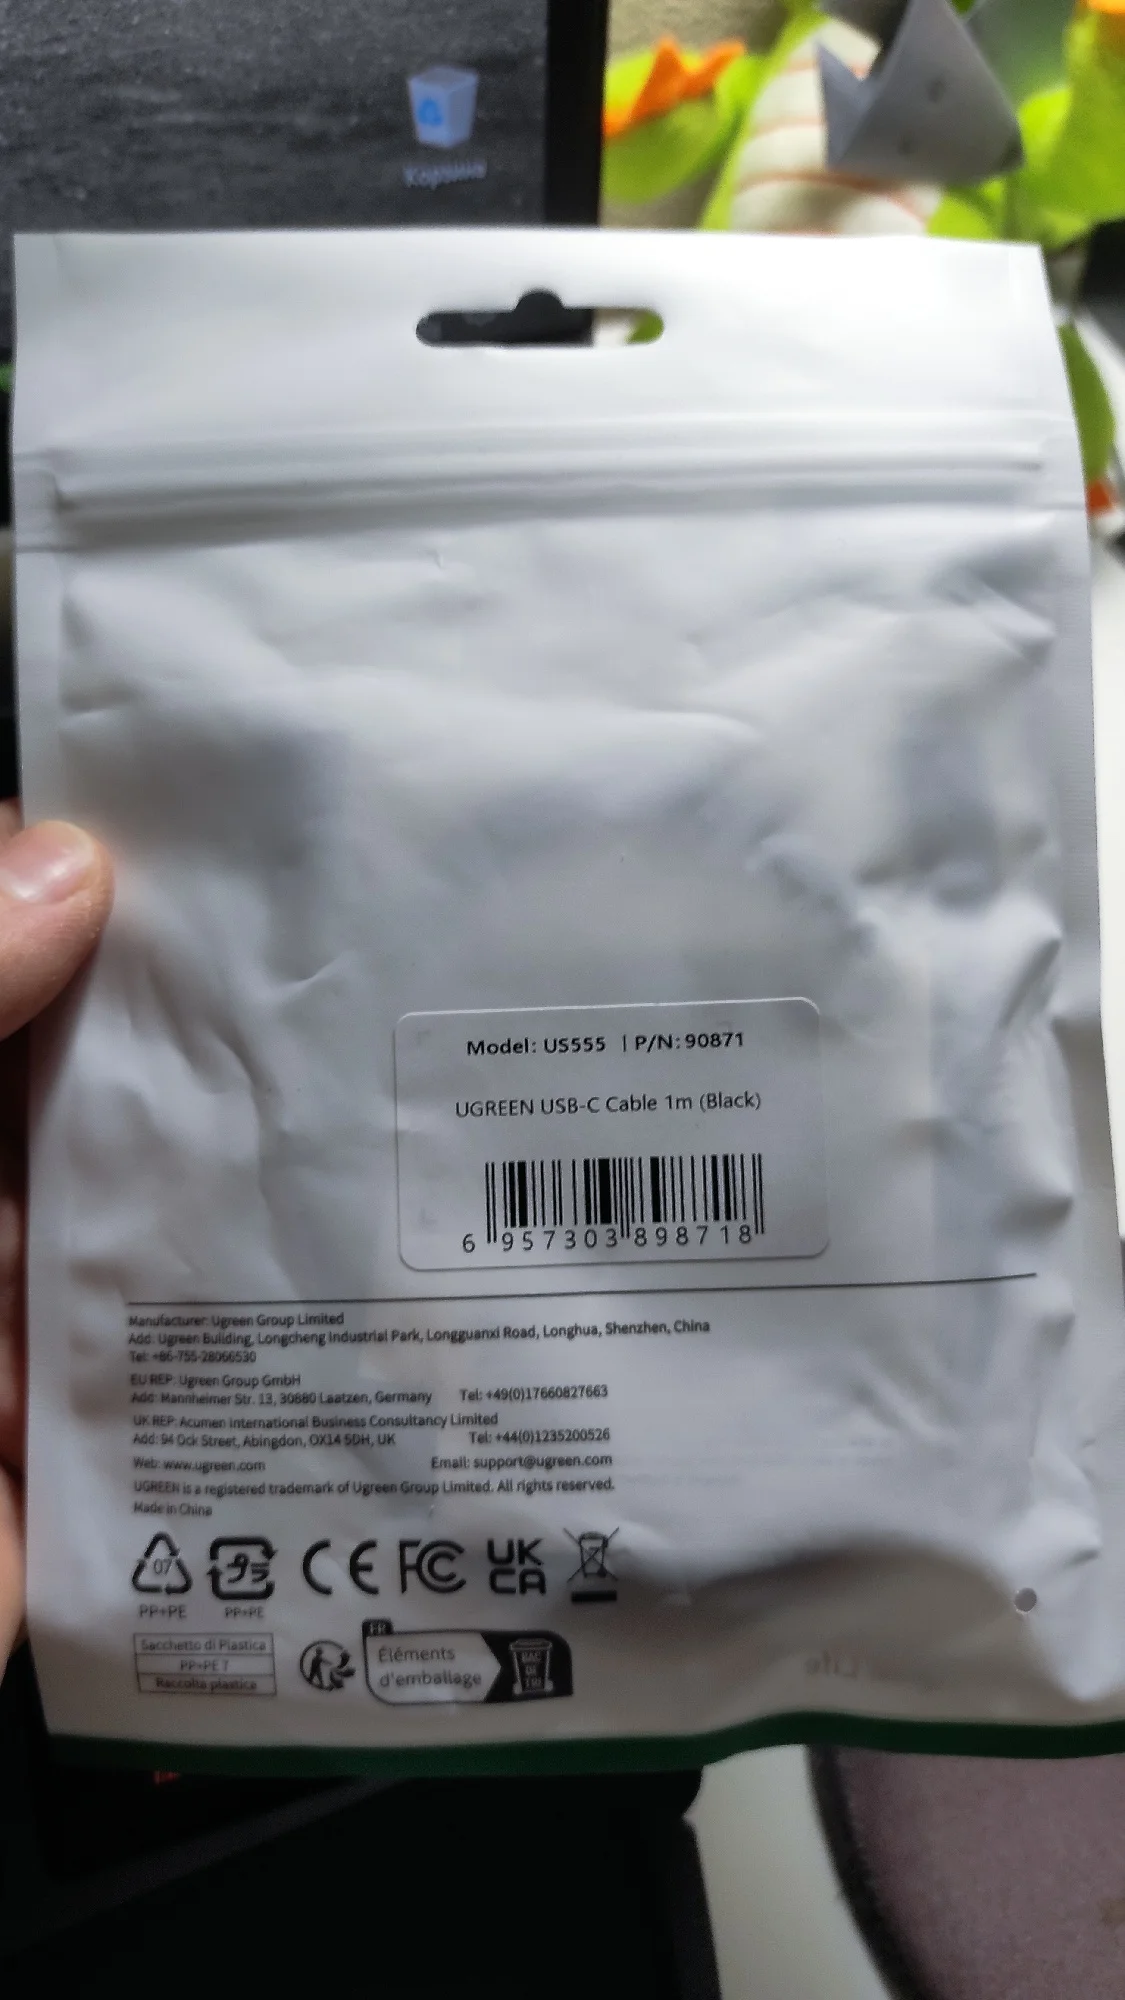 Корзина
Model: US555 | P/N: 90871
UGREEN USB-C Cable 1m (Black)
6 957303 898718
Manufacturer: Ugreen Group Limited
Add: Ugreen Building, Longcheng Industrial Park, Longguanxi Road, Longhua, Shenzhen, China
Tel: +86-755-28066530
EU REP: Ugreen Group GmbH
Add: Mannheimer Str. 13, 30880 Laatzen, Germany Tel: +49(0)17660827663
UK REP: Acumen International Business Consultancy Limited
Add: 94 Ock Street, Abingdon, OX14 5DH, UK Tel: +44(0)1235200526
Web: www.ugreen.com Email: support@ugreen.com
UGREEN is a registered trademark of Ugreen Group Limited. All rights reserved.
Made in China
07
CE FC UK CA
PP+PE PP+PE
Sacchetto di Plastica
PP+PE 7
Raccolta plastica
FR
Éléments
d'emballage
BAC
DE
TRI